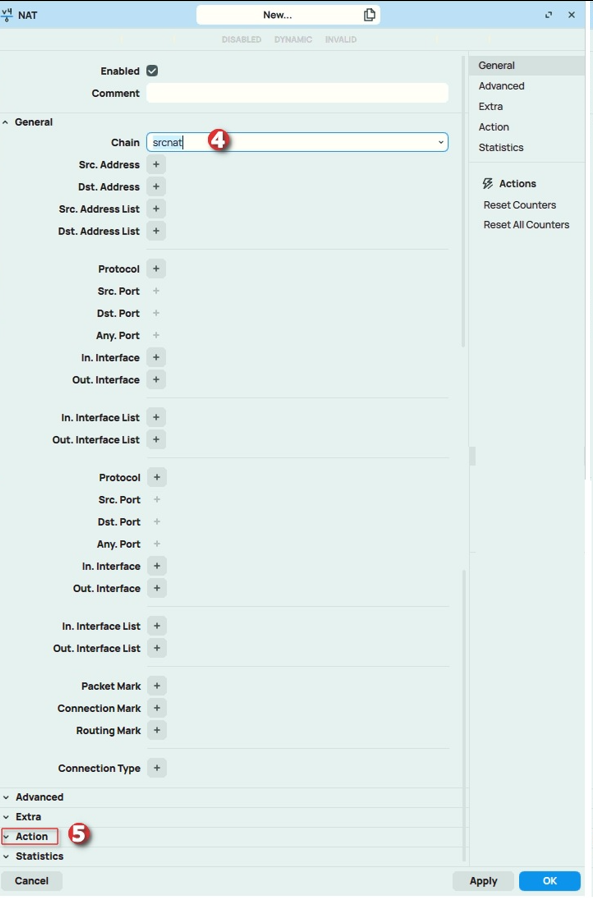 v4 NAT New...
DISABLED DYNAMIC INVALID
Enabled
Comment
General
Chain srcnat 4
Src. Address +
Dst. Address +
Src. Address List +
Dst. Address List +
Protocol +
Src. Port +
Dst. Port +
Any. Port +
In. Interface +
Out. Interface +
In. Interface List +
Out. Interface List +
Protocol +
Src. Port +
Dst. Port +
Any. Port +
In. Interface +
Out. Interface +
In. Interface List +
Out. Interface List +
Packet Mark +
Connection Mark +
Routing Mark +
Connection Type +
Advanced
Extra
Action 5
Statistics
Cancel Apply OK
General
Advanced
Extra
Action
Statistics
Actions
Reset Counters
Reset All Counters